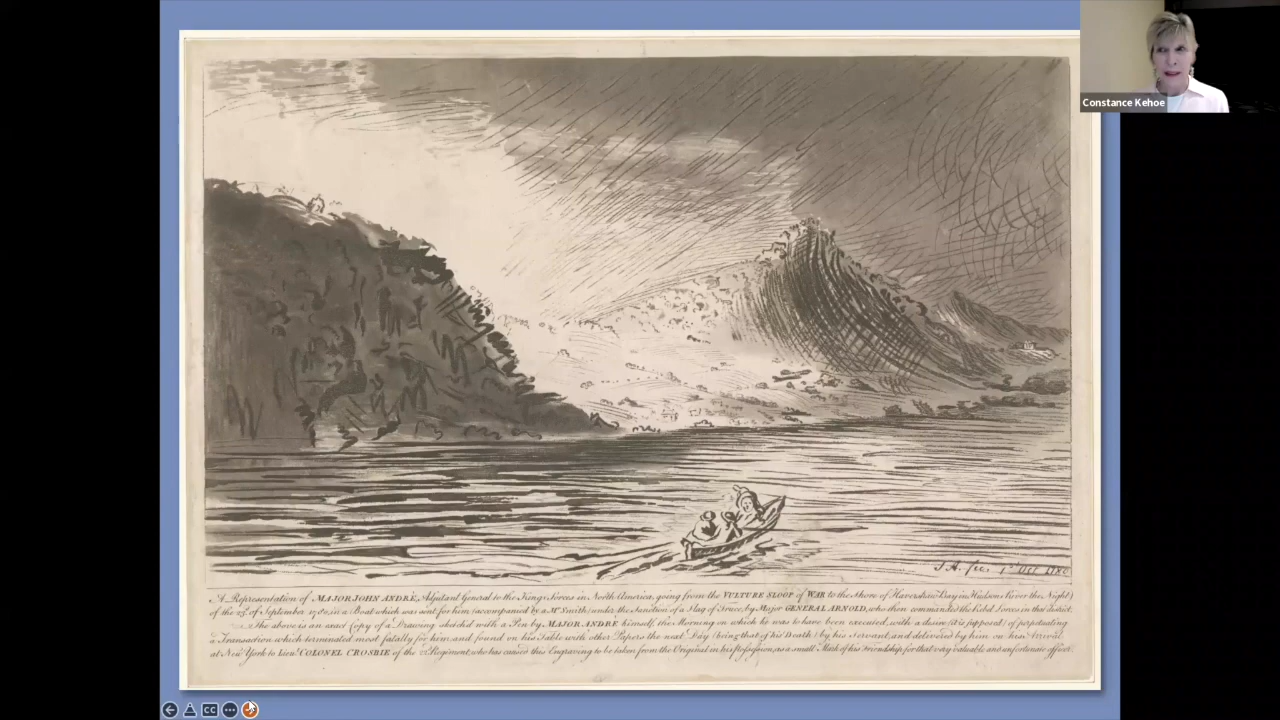 Constance Kehoe
J.A. fec. 1st Oct. 1780
A Representation of MAJOR JOHN ANDRÉ, Adjutant General to the King's Forces in North America, going from the VULTURE SLOOP of WAR to the Shore of Havershaw Bay in Hudsons River the Night
of the of September 1780, in a Boat which was sent for him (accompanied by a Mr Smith) under the Sanction of a Flag of Truce, by Major GENERAL ARNOLD, who then commanded the Rebel Forces in that district.
The above is an exact Copy of a Drawing sketch'd with a Pen by MAJOR ANDRÉ himself, the Morning on which he was to have been executed, with a desire (it is supposed) of perpetuating
a Transaction which terminated most fatally for him, and found on his Table with other Papers the next Day (being that of his Death) by his Servant, and delivered by him on his Arrival
at New York to Lieut. COLONEL CROSBIE of the 22d Regiment, who has caused this Engraving to be taken from the Original in his possession, as a small Mark of his Friendship for that very valuable and unfortunate officer.
CC